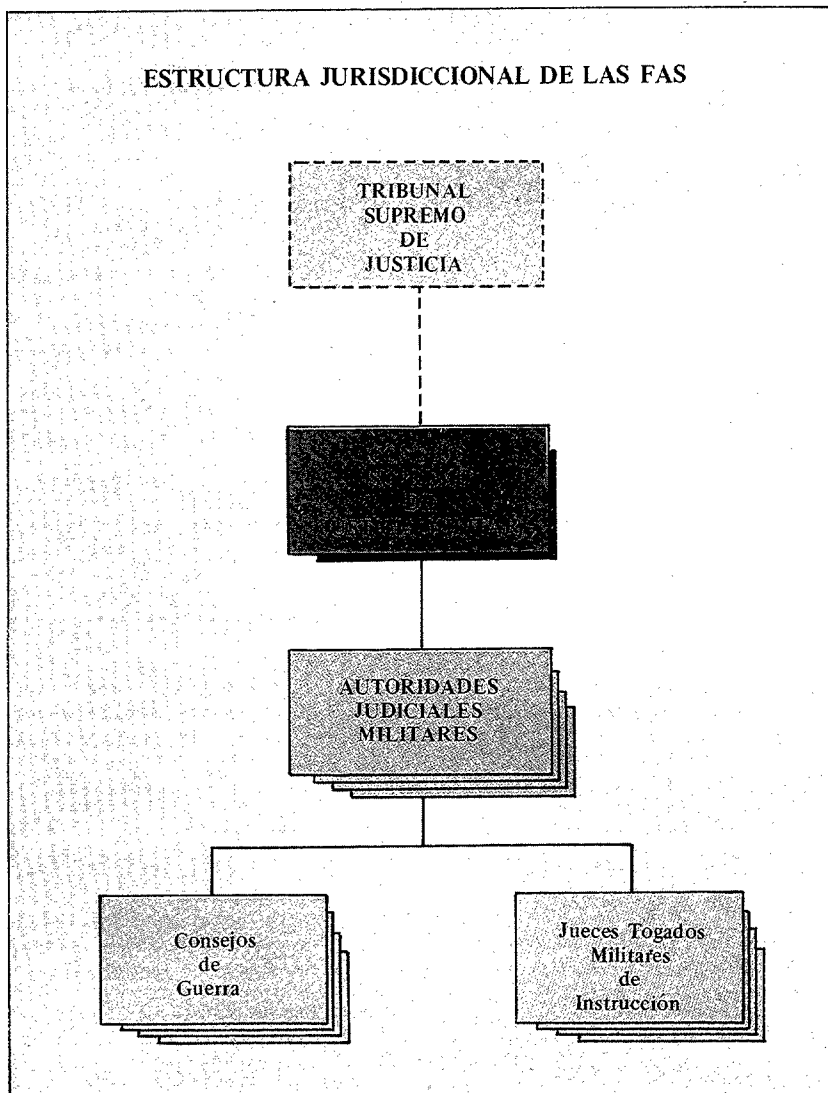 ESTRUCTURA JURISDICCIONAL DE LAS FAS
TRIBUNAL
SUPREMO
DE
JUSTICIA
AUTORIDADES
JUDICIALES
MILITARES
Consejos
de
Guerra
Jueces Togados
Militares
de
Instrucción